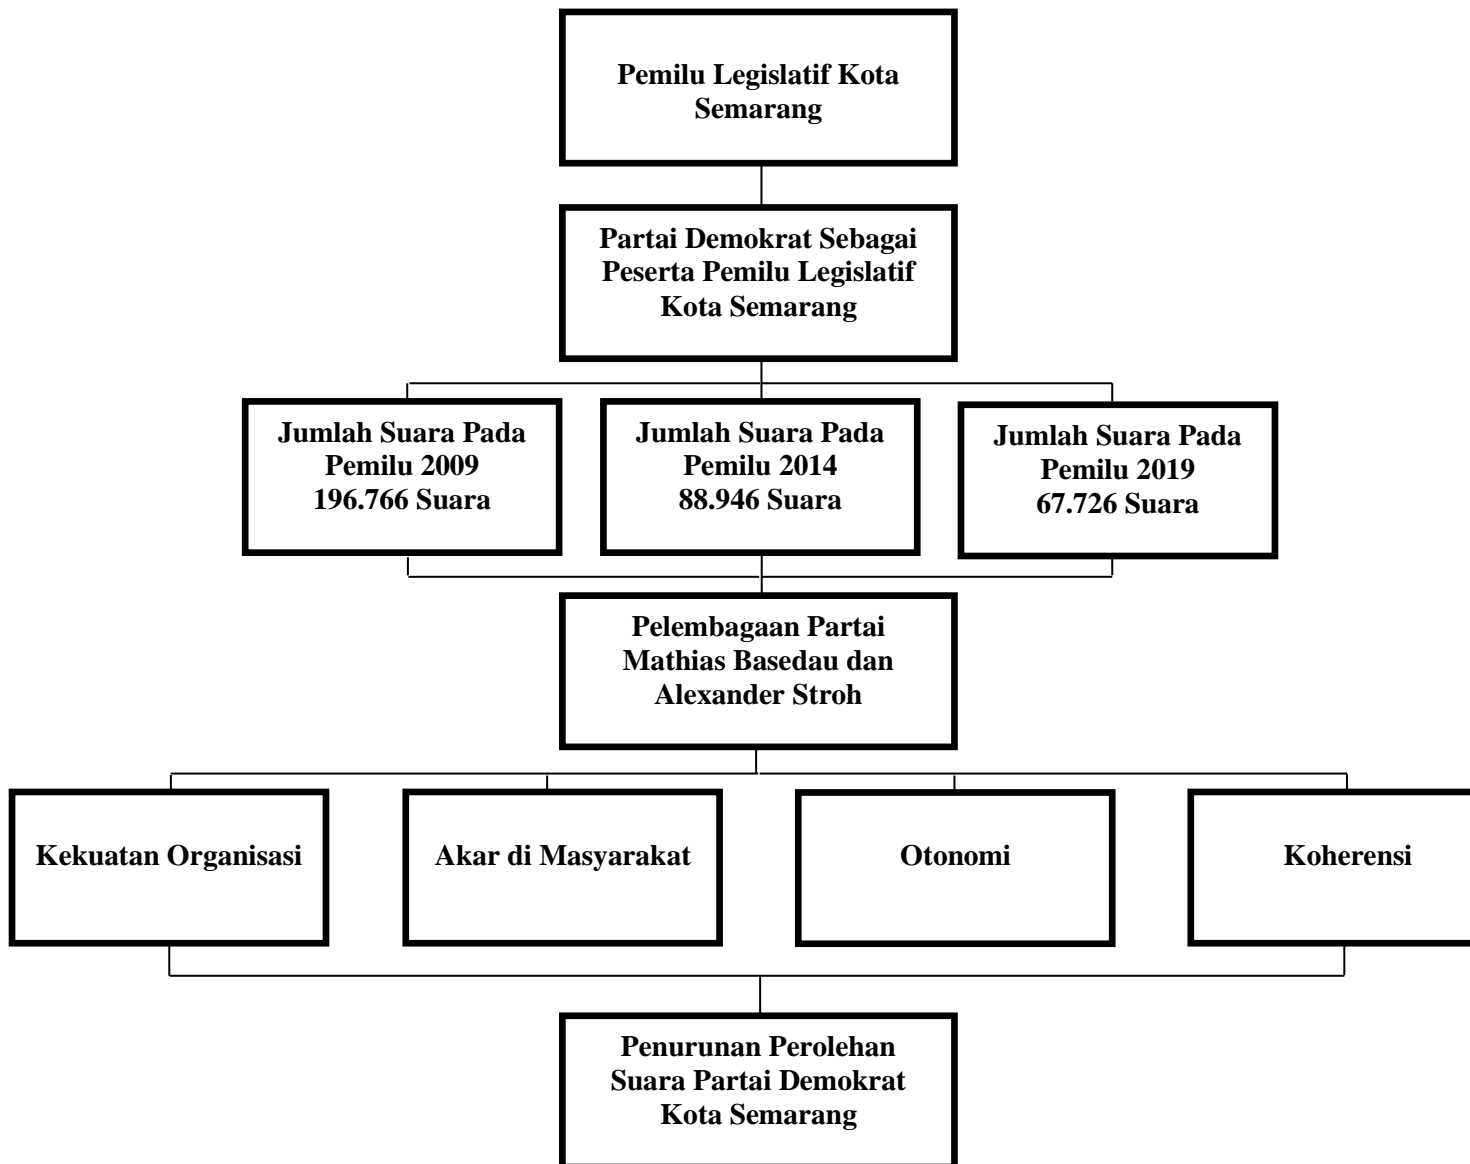 Pemilu Legislatif Kota
Semarang
Partai Demokrat Sebagai
Peserta Pemilu Legislatif
Kota Semarang
Jumlah Suara Pada
Pemilu 2009
196.766 Suara
Jumlah Suara Pada
Pemilu 2014
88.946 Suara
Jumlah Suara Pada
Pemilu 2019
67.726 Suara
Pelembagaan Partai
Mathias Basedau dan
Alexander Stroh
Kekuatan Organisasi
Akar di Masyarakat
Otonomi
Koherensi
Penurunan Perolehan
Suara Partai Demokrat
Kota Semarang